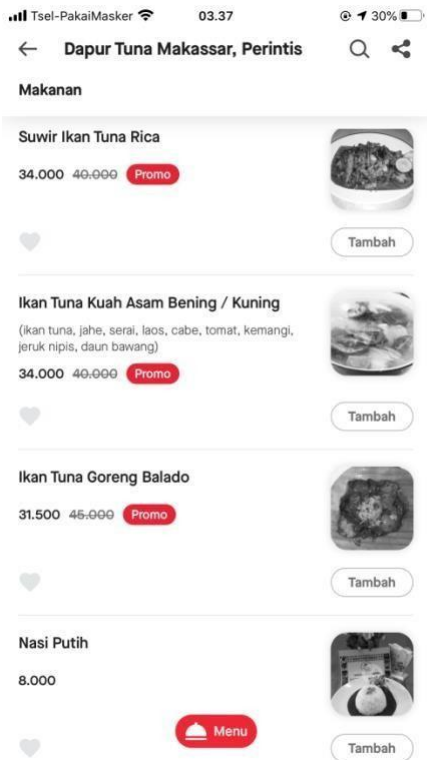 Tsel-PakaiMasker 03.37 30%
Dapur Tuna Makassar, Perintis
Makanan
Suwir Ikan Tuna Rica
34.000 40.000 Promo
Tambah
Ikan Tuna Kuah Asam Bening / Kuning
(ikan tuna, jahe, serai, laos, cabe, tomat, kemangi,
jeruk nipis, daun bawang)
34.000 40.000 Promo
Tambah
Ikan Tuna Goreng Balado
31.500 45.000 Promo
Tambah
Nasi Putih
8.000
Menu
Tambah